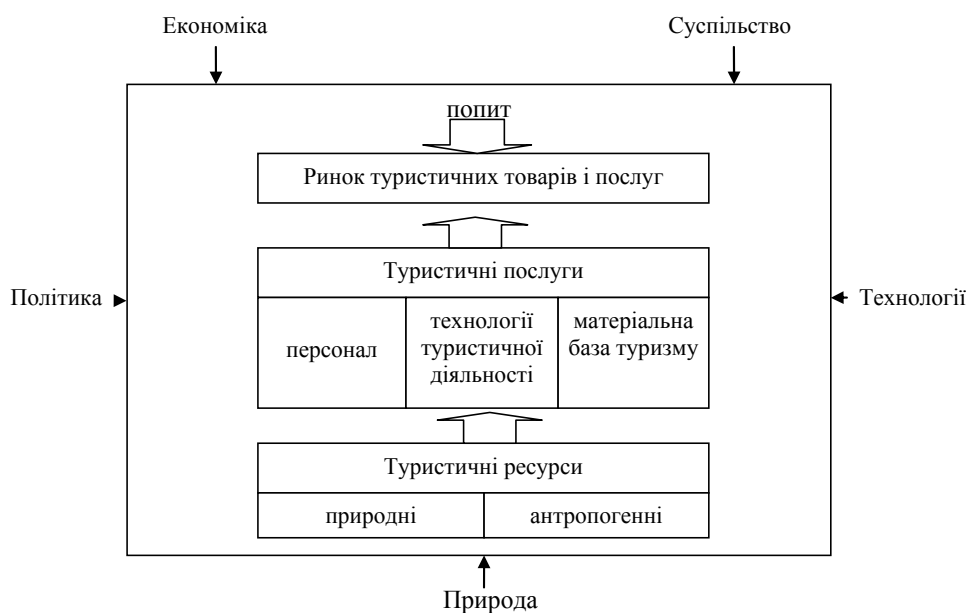 Економіка
Суспільство
попит
Ринок туристичних товарів і послуг
Туристичні послуги
Політика
Технології
персонал
технології
туристичної
діяльності
матеріальна
база туризму
Туристичні ресурси
природні
антропогенні
Природа